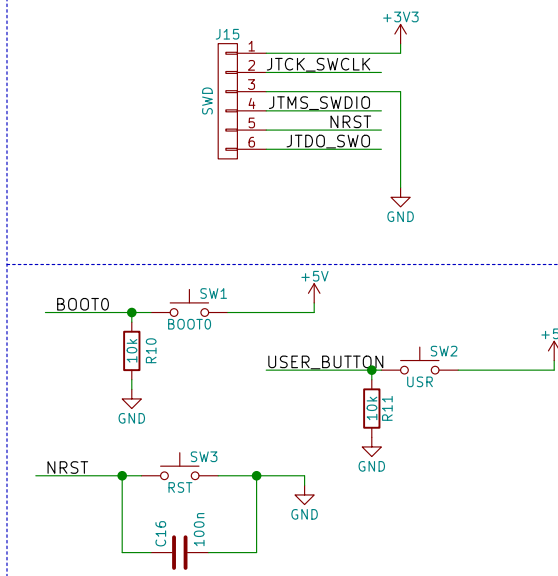 +3V3
J15
SWD
1
2 JTCK_SWCLK
3
4 JTMS_SWDIO
5 NRST
6 JTDO_SWO
GND
+5V
BOOT0
SW1
BOOT0
10k
R10
GND
USER_BUTTON
SW2
USR
10k
R11
GND
NRST
SW3
RST
GND
C16
100n